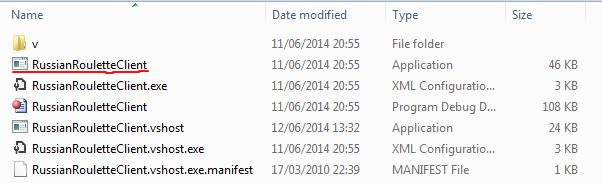 Name Date modified Type Size
v 11/06/2014 20:55 File folder
RussianRouletteClient 11/06/2014 20:55 Application 46 KB
RussianRouletteClient.exe 11/06/2014 20:55 XML Configuratio... 3 KB
RussianRouletteClient 11/06/2014 20:55 Program Debug D... 108 KB
RussianRouletteClient.vshost 12/06/2014 13:32 Application 24 KB
RussianRouletteClient.vshost.exe 11/06/2014 20:55 XML Configuratio... 3 KB
RussianRouletteClient.vshost.exe.manifest 17/03/2010 22:39 MANIFEST File 1 KB